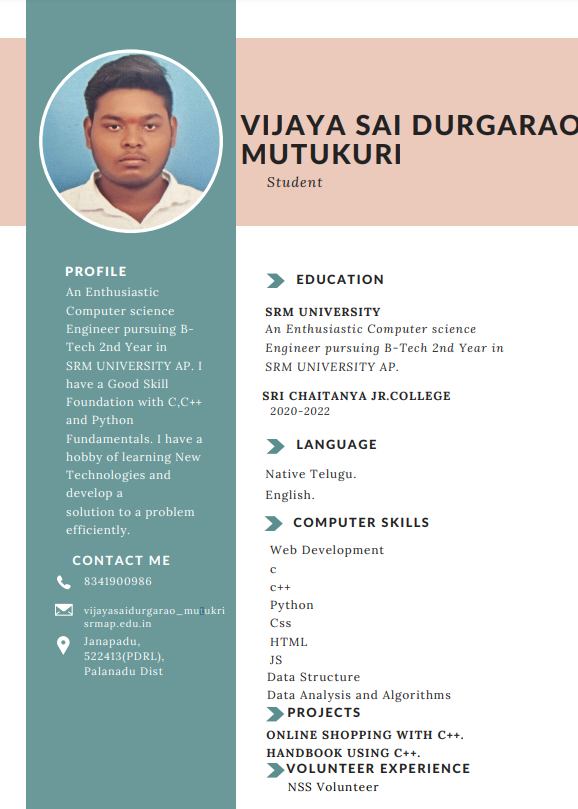 VIJAYA SAI DURGARAO
MUTUKURI
Student
PROFILE
An Enthusiastic
Computer science
Engineer pursuing B-
Tech 2nd Year in
SRM UNIVERSITY AP. I
have a Good Skill
Foundation with C,C++
and Python
Fundamentals. I have a
hobby of learning New
Technologies and
develop a
solution to a problem
efficiently.
CONTACT ME
8341900986
srmap.edu.in
Janapadu,
522413(PDRL),
Palanadu Dist
EDUCATION
SRM UNIVERSITY
An Enthusiastic Computer science
Engineer pursuing B-Tech 2nd Year in
SRM UNIVERSITY AP.
SRI CHAITANYA JR.COLLEGE
2020-2022
LANGUAGE
Native Telugu.
English.
COMPUTER SKILLS
Web Development
c
c++
Python
Css
HTML
JS
Data Structure
Data Analysis and Algorithms
PROJECTS
ONLINE SHOPPING WITH C++.
HANDBOOK USING C++.
VOLUNTEER EXPERIENCE
NSS Volunteer